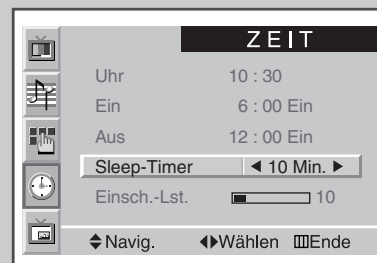 ZEIT
Uhr 10 : 30
Ein 6 : 00 Ein
Aus 12 : 00 Ein
Sleep-Timer ◀ 10 Min. ▶
Einsch.-Lst. 10
Navig. Wählen Ende